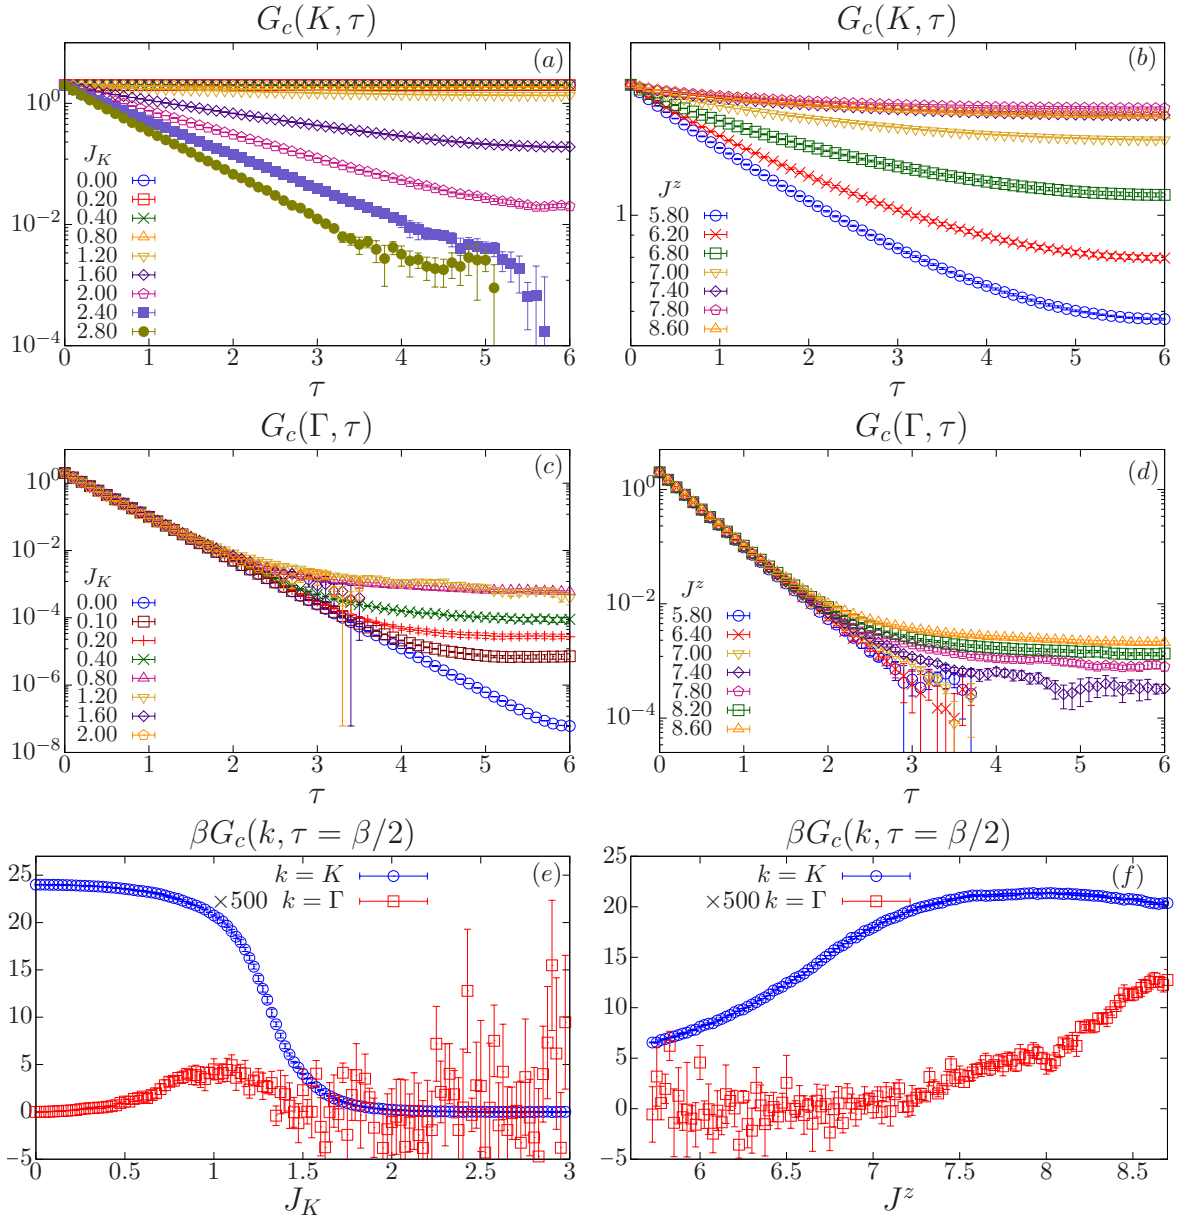 G_c(K, τ)
(a)
10^0
10^{-2}
10^{-4}
J_K
0.00
0.20
0.40
0.80
1.20
1.60
2.00
2.40
2.80
0 1 2 3 4 5 6
τ
G_c(K, τ)
(b)
1
J^z
5.80
6.20
6.80
7.00
7.40
7.80
8.60
0 1 2 3 4 5 6
τ
G_c(Γ, τ)
(c)
10^0
10^{-2}
10^{-4}
10^{-6}
10^{-8}
J_K
0.00
0.10
0.20
0.40
0.80
1.20
1.60
2.00
0 1 2 3 4 5 6
τ
G_c(Γ, τ)
(d)
10^0
10^{-2}
10^{-4}
J^z
5.80
6.40
7.00
7.40
7.80
8.20
8.60
0 1 2 3 4 5 6
τ
βG_c(k, τ = β/2)
(e)
k = K
×500 k = Γ
25
20
15
10
5
0
−5
0 0.5 1 1.5 2 2.5 3
J_K
βG_c(k, τ = β/2)
(f)
k = K
×500 k = Γ
25
20
15
10
5
0
−5
6 6.5 7 7.5 8 8.5
J^z